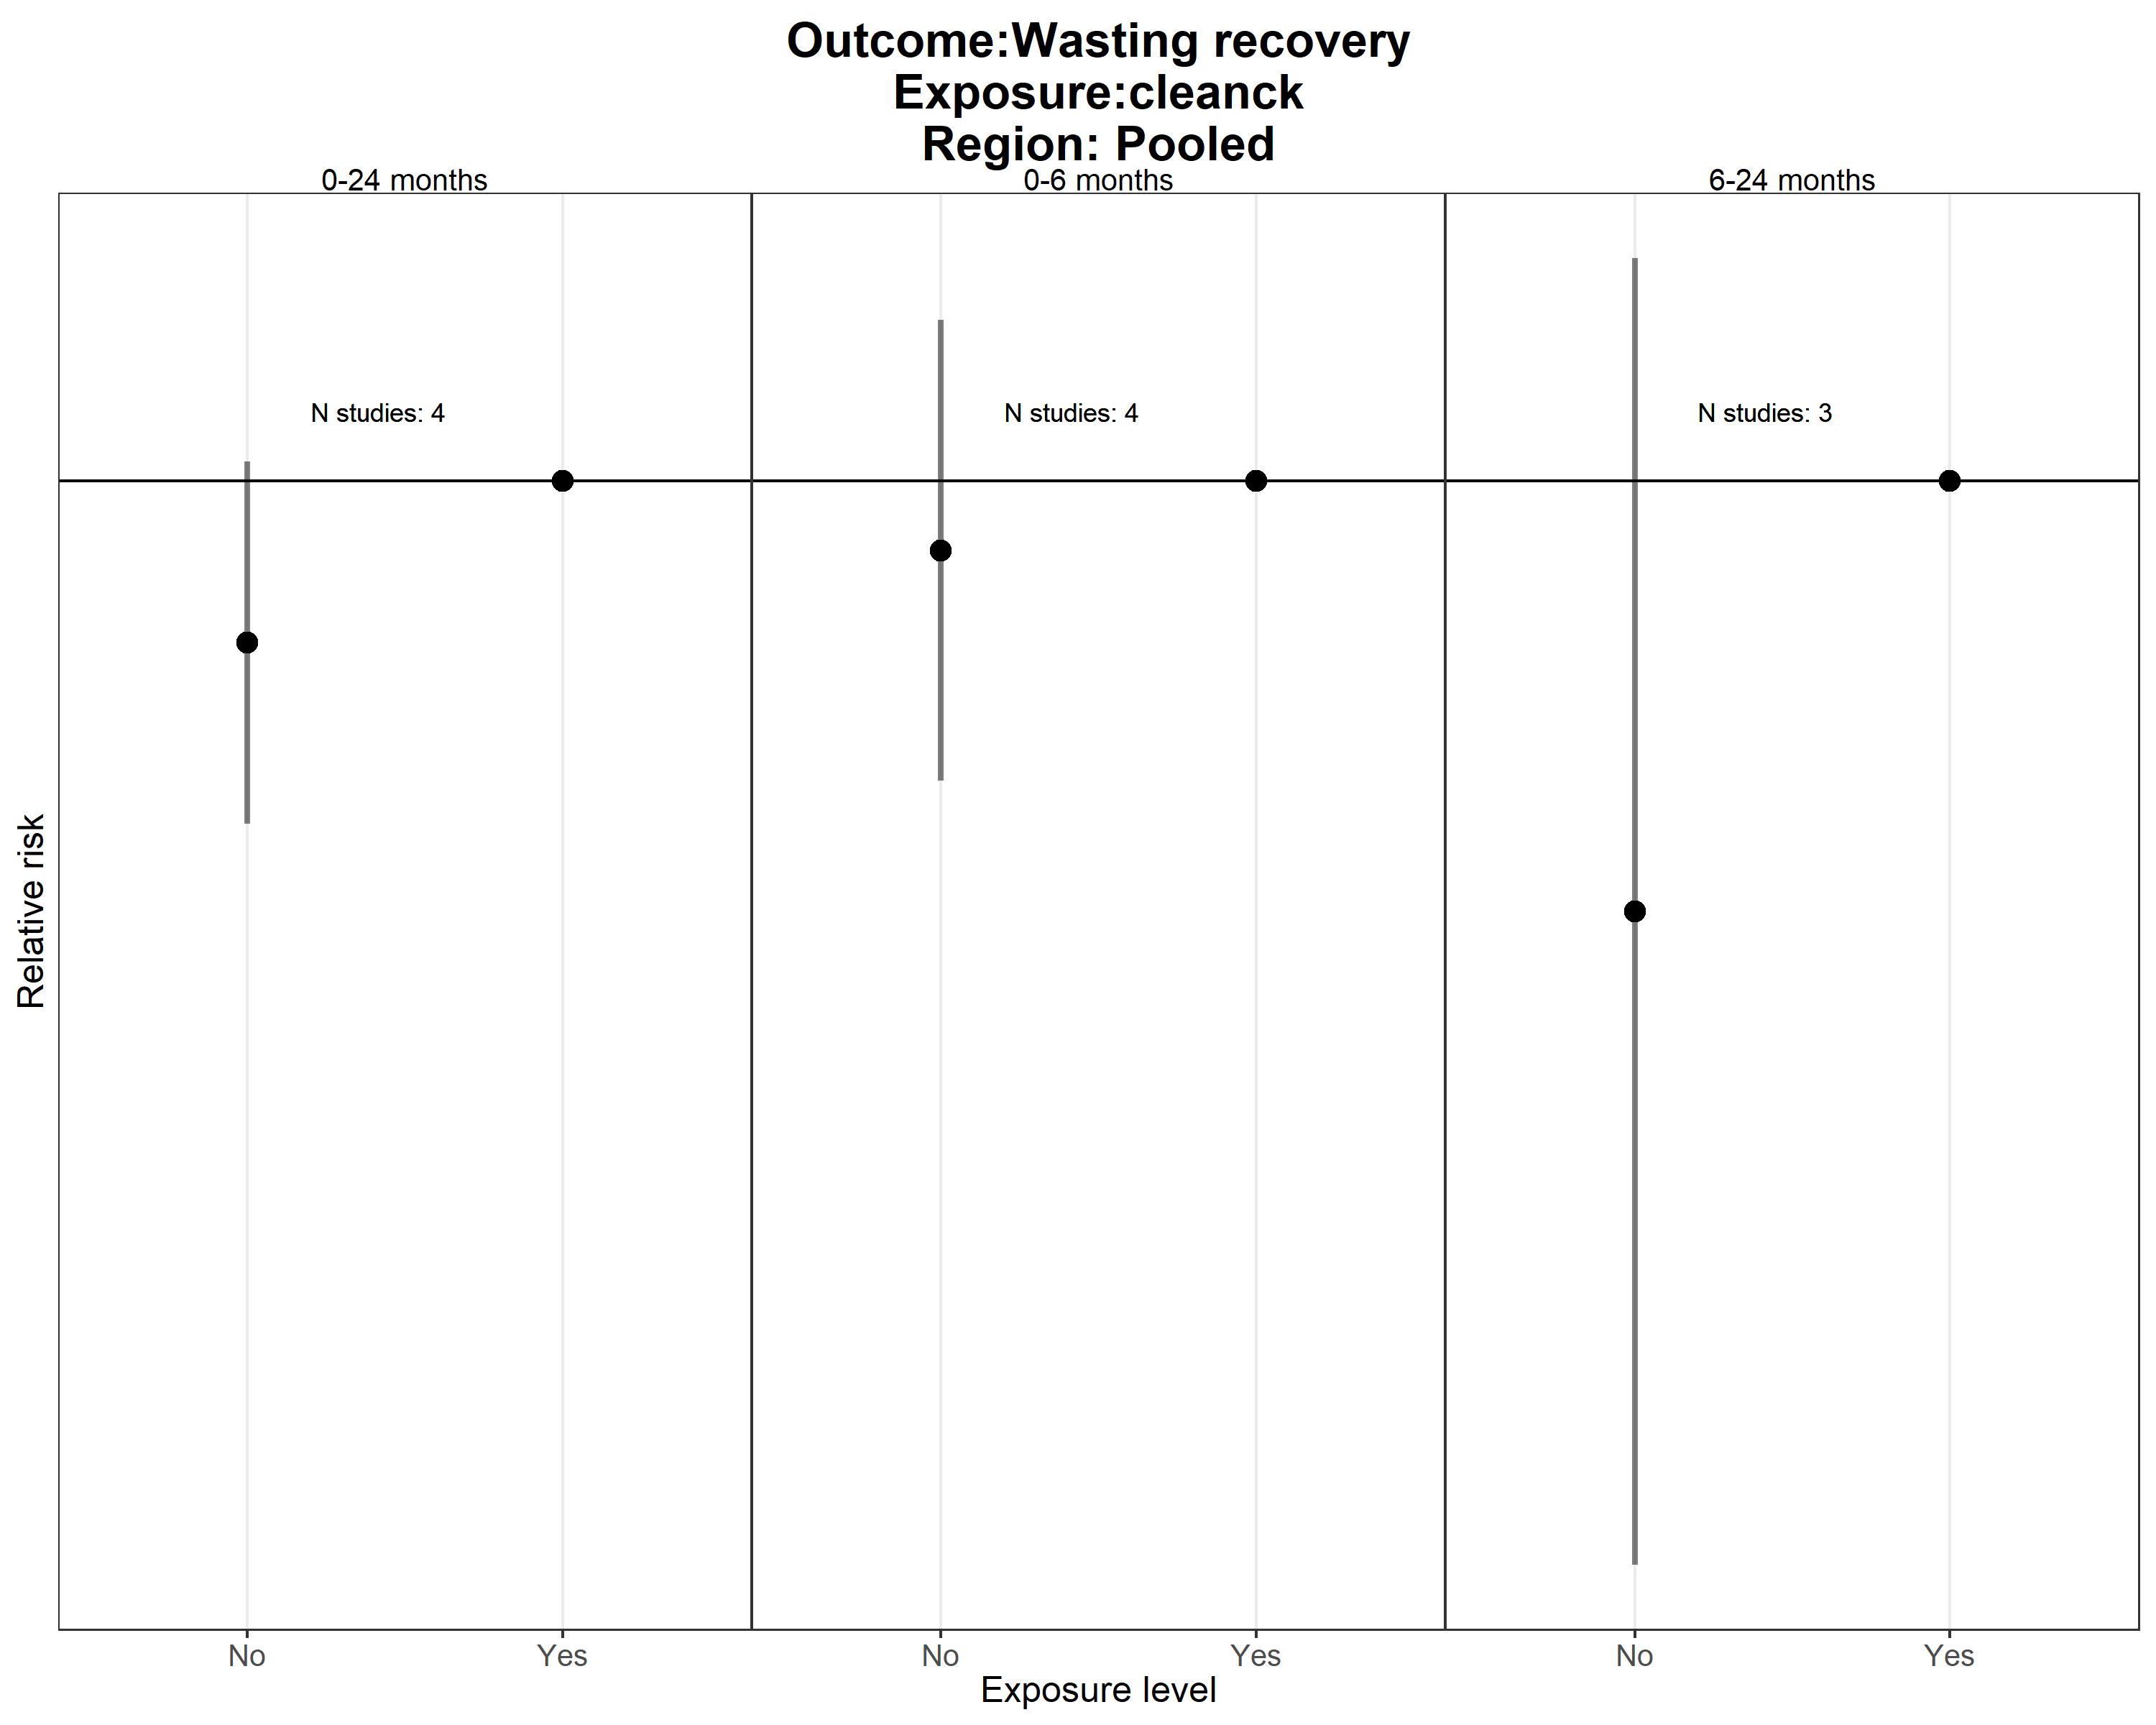 Outcome:Wasting recovery
Exposure:cleanck
Region: Pooled
0-24 months
0-6 months
6-24 months
N studies: 4
N studies: 4
N studies: 3
Relative risk
No
Yes
No
Yes
No
Yes
Exposure level